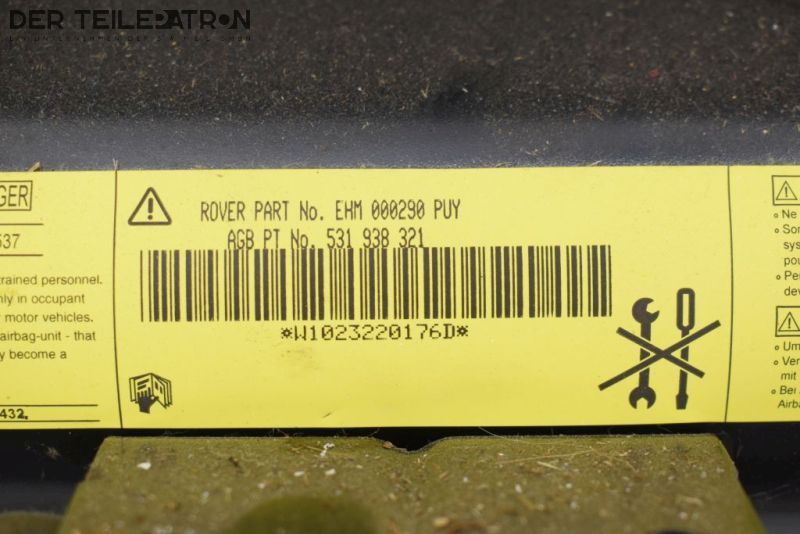 DER TEILEPATRON
GER
ROVER PART No. EHM 000290 PUY
537
AGB PT No. 531 938 321
trained personnel.
nly in occupant
motor vehicles.
airbag-unit - that
y become a
*W1023220176D*
432.
Ne
Son
sys
pou
Pe
dev
Um
Ver
mit
Bei
Airba